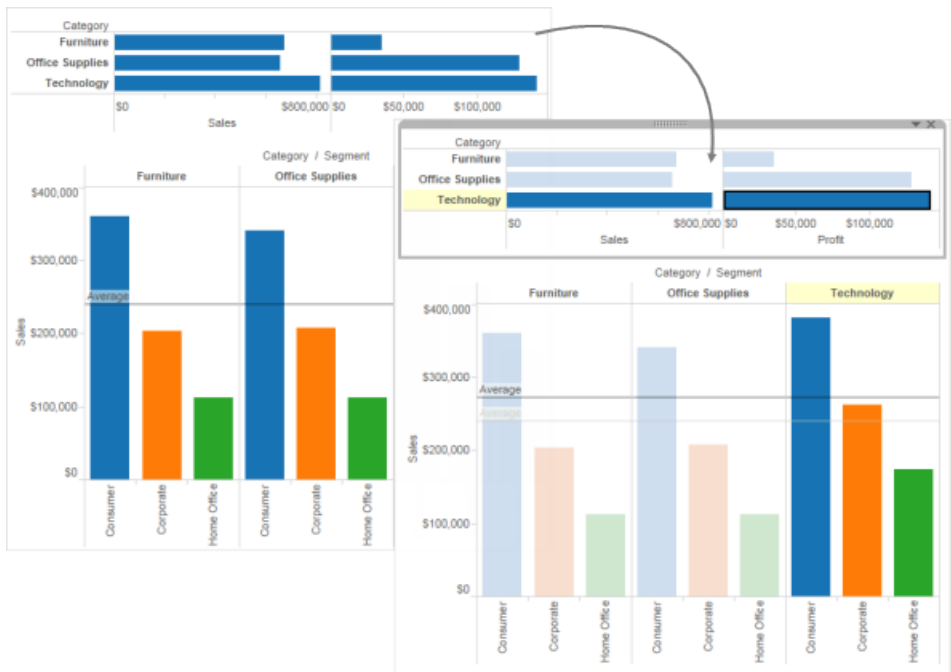 Category
Furniture
Office Supplies
Technology
$0 $800,000 $0 $50,000 $100,000
Sales
Category / Segment
Furniture Office Supplies
$400,000
$300,000
Average
$200,000
$100,000
$0
Sales
Consumer Corporate Home Office Consumer Corporate Home Office
Category
Furniture
Office Supplies
Technology
$0 $800,000 $0 $50,000 $100,000
Sales Profit
Category / Segment
Furniture Office Supplies Technology
$400,000
$300,000
Average
Average
$200,000
$100,000
$0
Sales
Consumer Corporate Home Office Consumer Corporate Home Office Consumer Corporate Home Office